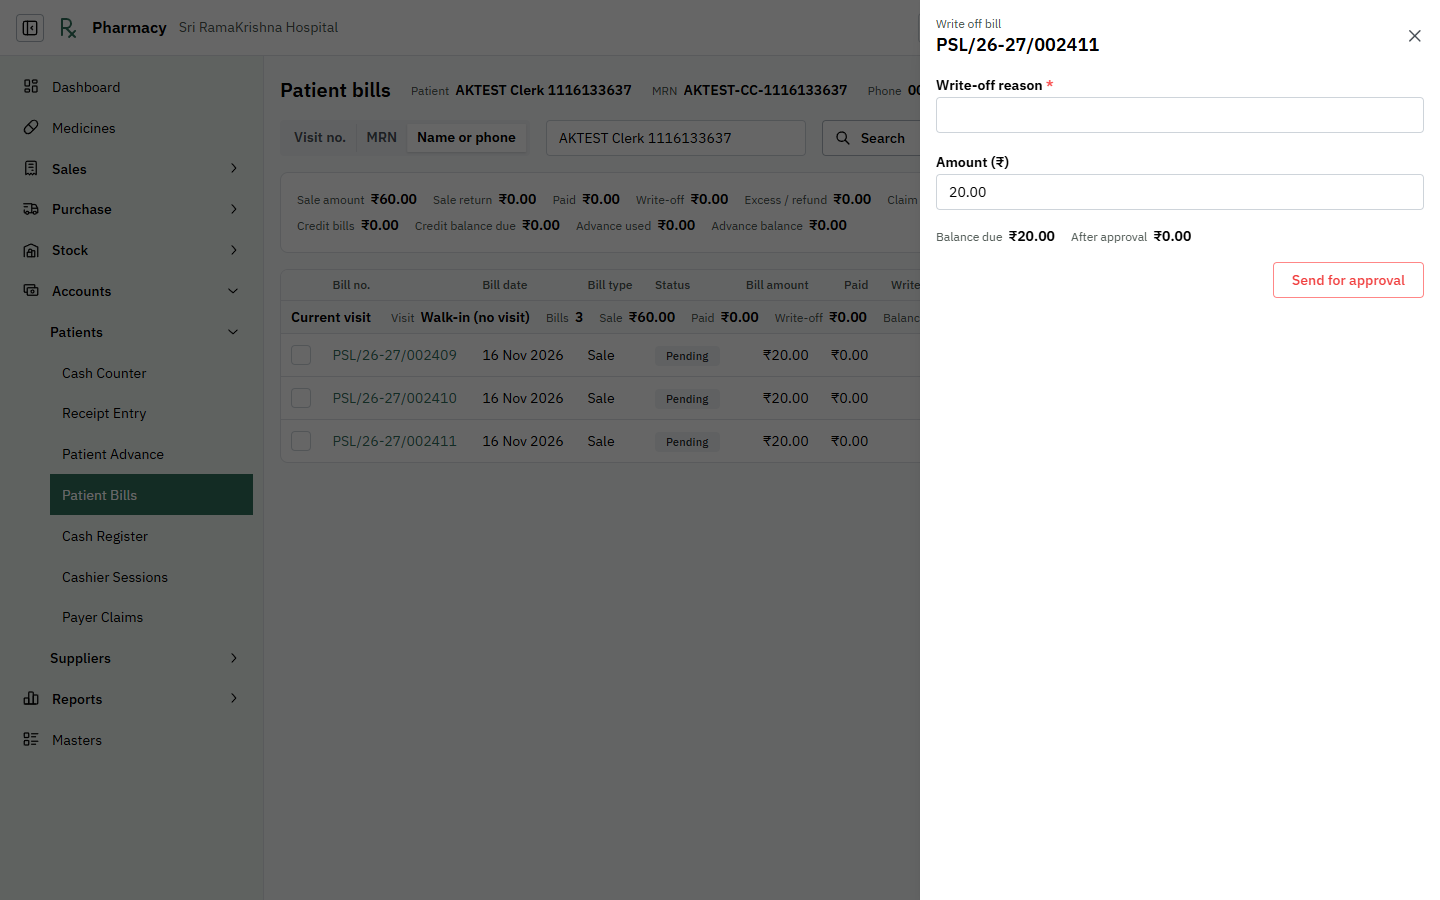 Pharmacy Sri RamaKrishna Hospital
Dashboard
Medicines
Sales
Purchase
Stock
Accounts
Patients
Cash Counter
Receipt Entry
Patient Advance
Patient Bills
Cash Register
Cashier Sessions
Payer Claims
Suppliers
Reports
Masters
Patient bills Patient AKTEST Clerk 1116133637 MRN AKTEST-CC-1116133637 Phone
Visit no. MRN Name or phone AKTEST Clerk 1116133637 Search
Sale amount ₹60.00 Sale return ₹0.00 Paid ₹0.00 Write-off ₹0.00 Excess / refund ₹0.00 Claim
Credit bills ₹0.00 Credit balance due ₹0.00 Advance used ₹0.00 Advance balance ₹0.00
Bill no. Bill date Bill type Status Bill amount Paid Write
Current visit Visit Walk-in (no visit) Bills 3 Sale ₹60.00 Paid ₹0.00 Write-off ₹0.00 Balanc
PSL/26-27/002409 16 Nov 2026 Sale Pending ₹20.00 ₹0.00
PSL/26-27/002410 16 Nov 2026 Sale Pending ₹20.00 ₹0.00
PSL/26-27/002411 16 Nov 2026 Sale Pending ₹20.00 ₹0.00
Write off bill
PSL/26-27/002411
Write-off reason *
Amount (₹)
20.00
Balance due ₹20.00 After approval ₹0.00
Send for approval